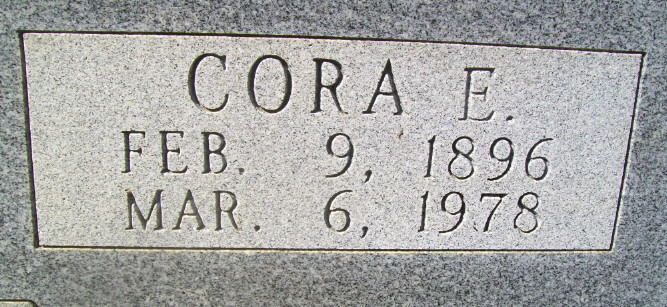 CORA E.
FEB. 9, 1896
MAR. 6, 1978